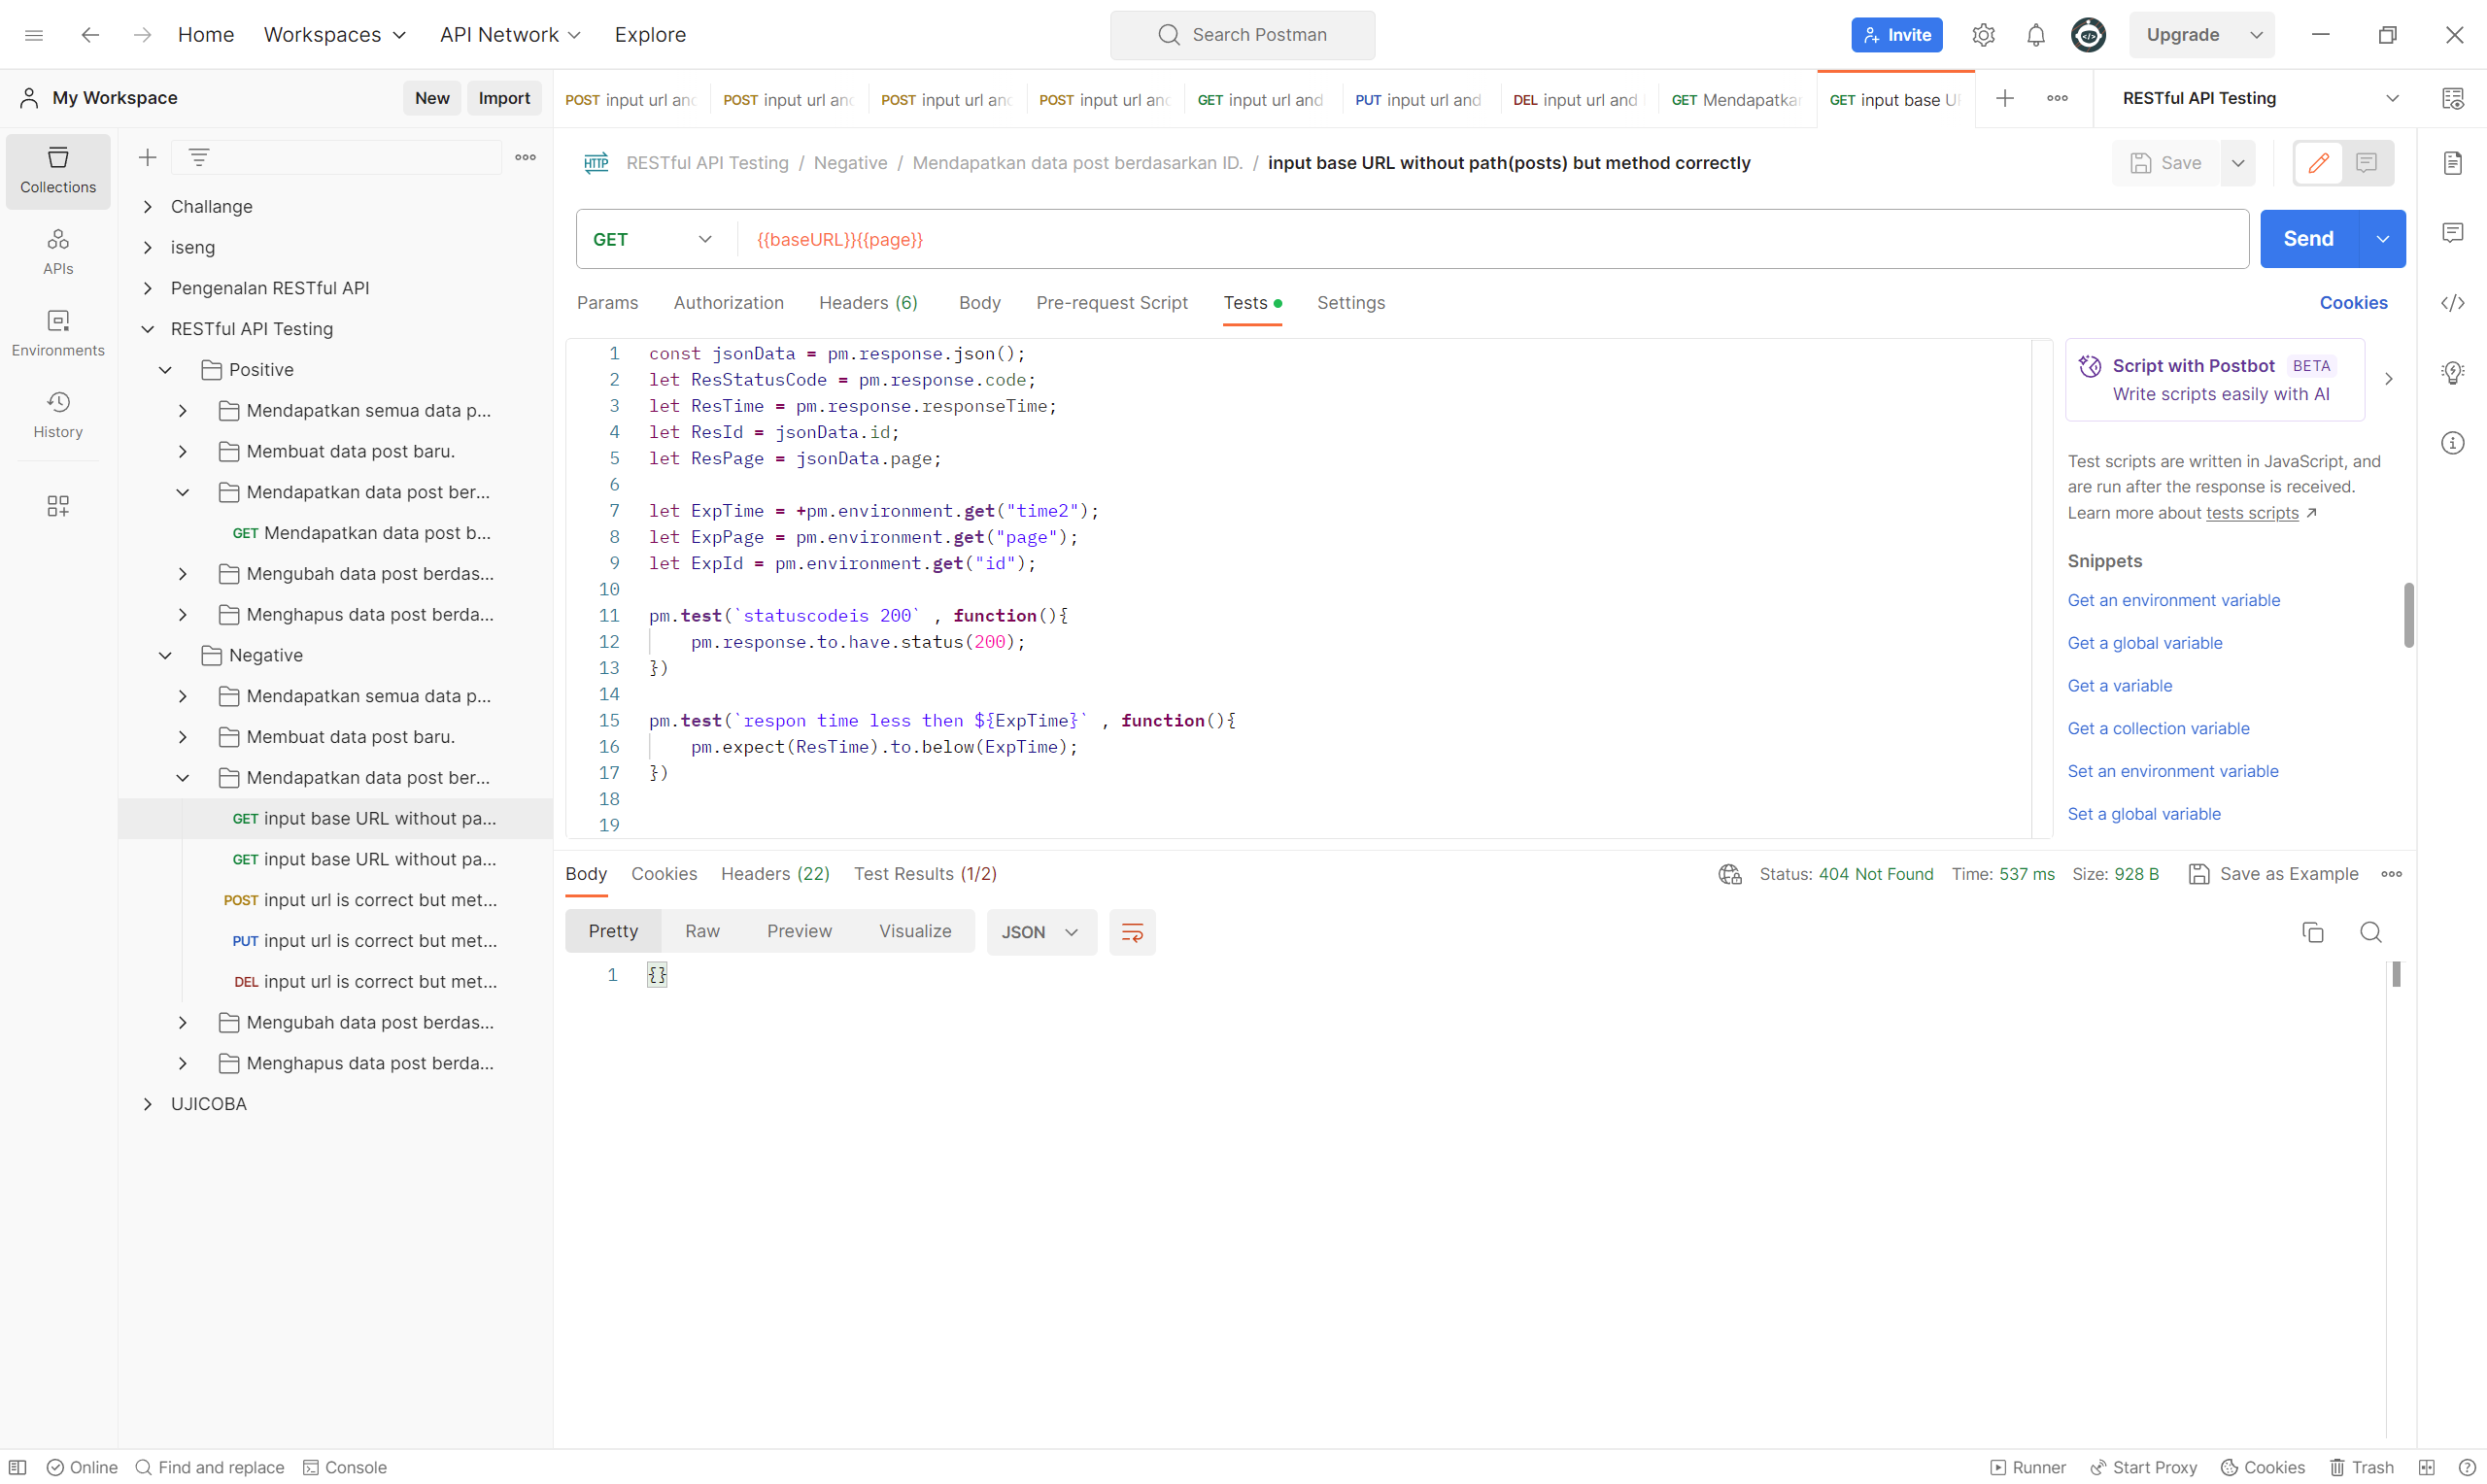 Home Workspaces API Network Explore Search Postman Invite Upgrade
My Workspace New Import
POST input url and POST input url and POST input url and POST input url and GET input url and PUT input url and DEL input url and GET Mendapatkan GET input base U
RESTful API Testing
Collections
APIs
Environments
History
Challange
iseng
Pengenalan RESTful API
RESTful API Testing
Positive
Mendapatkan semua data p...
Membuat data post baru.
Mendapatkan data post ber...
GET Mendapatkan data post b...
Mengubah data post berdas...
Menghapus data post berda...
Negative
Mendapatkan semua data p...
Membuat data post baru.
Mendapatkan data post ber...
GET input base URL without pa...
GET input base URL without pa...
POST input url is correct but met...
PUT input url is correct but met...
DEL input url is correct but met...
Mengubah data post berdas...
Menghapus data post berda...
UJICOBA
HTTP RESTful API Testing / Negative / Mendapatkan data post berdasarkan ID. / input base URL without path(posts) but method correctly
Save
GET {{baseURL}}{{page}} Send
Params Authorization Headers (6) Body Pre-request Script Tests Settings Cookies
1 const jsonData = pm.response.json();
2 let ResStatusCode = pm.response.code;
3 let ResTime = pm.response.responseTime;
4 let ResId = jsonData.id;
5 let ResPage = jsonData.page;
6
7 let ExpTime = +pm.environment.get("time2");
8 let ExpPage = pm.environment.get("page");
9 let ExpId = pm.environment.get("id");
10
11 pm.test(`statuscodeis 200` , function(){
12 pm.response.to.have.status(200);
13 })
14
15 pm.test(`respon time less then ${ExpTime}` , function(){
16 pm.expect(ResTime).to.below(ExpTime);
17 })
18
19
Script with Postbot BETA
Write scripts easily with AI
Test scripts are written in JavaScript, and
are run after the response is received.
Learn more about tests scripts
Snippets
Get an environment variable
Get a global variable
Get a variable
Get a collection variable
Set an environment variable
Set a global variable
Body Cookies Headers (22) Test Results (1/2)
Status: 404 Not Found Time: 537 ms Size: 928 B Save as Example
Pretty Raw Preview Visualize JSON
1 {}
Online Find and replace Console
Runner Start Proxy Cookies Trash